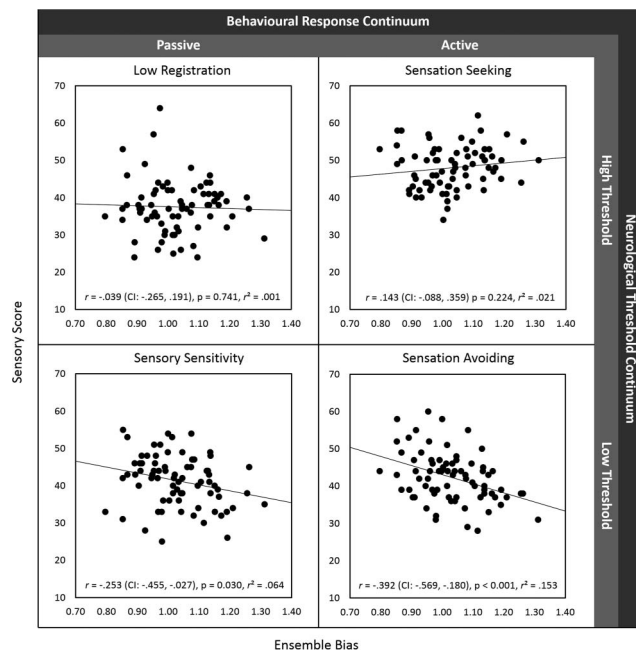 Behavioural Response Continuum
Passive
Active
Low Registration
70
60
50
40
30
20
10
r = -.039 (CI: -.265, .191), p = 0.741, r² = .001
0.70 0.80 0.90 1.00 1.10 1.20 1.30 1.40
Sensation Seeking
70
60
50
40
30
20
10
r = .143 (CI: -.088, .359) p = 0.224, r² = .021
0.70 0.80 0.90 1.00 1.10 1.20 1.30 1.40
High Threshold
Sensory Sensitivity
70
60
50
40
30
20
10
r = -.253 (CI: -.455, -.027), p = 0.030, r² = .064
0.70 0.80 0.90 1.00 1.10 1.20 1.30 1.40
Sensation Avoiding
70
60
50
40
30
20
10
r = -.392 (CI: -.569, -.180), p < 0.001, r² = .153
0.70 0.80 0.90 1.00 1.10 1.20 1.30 1.40
Low Threshold
Neurological Threshold Continuum
Sensory Score
Ensemble Bias